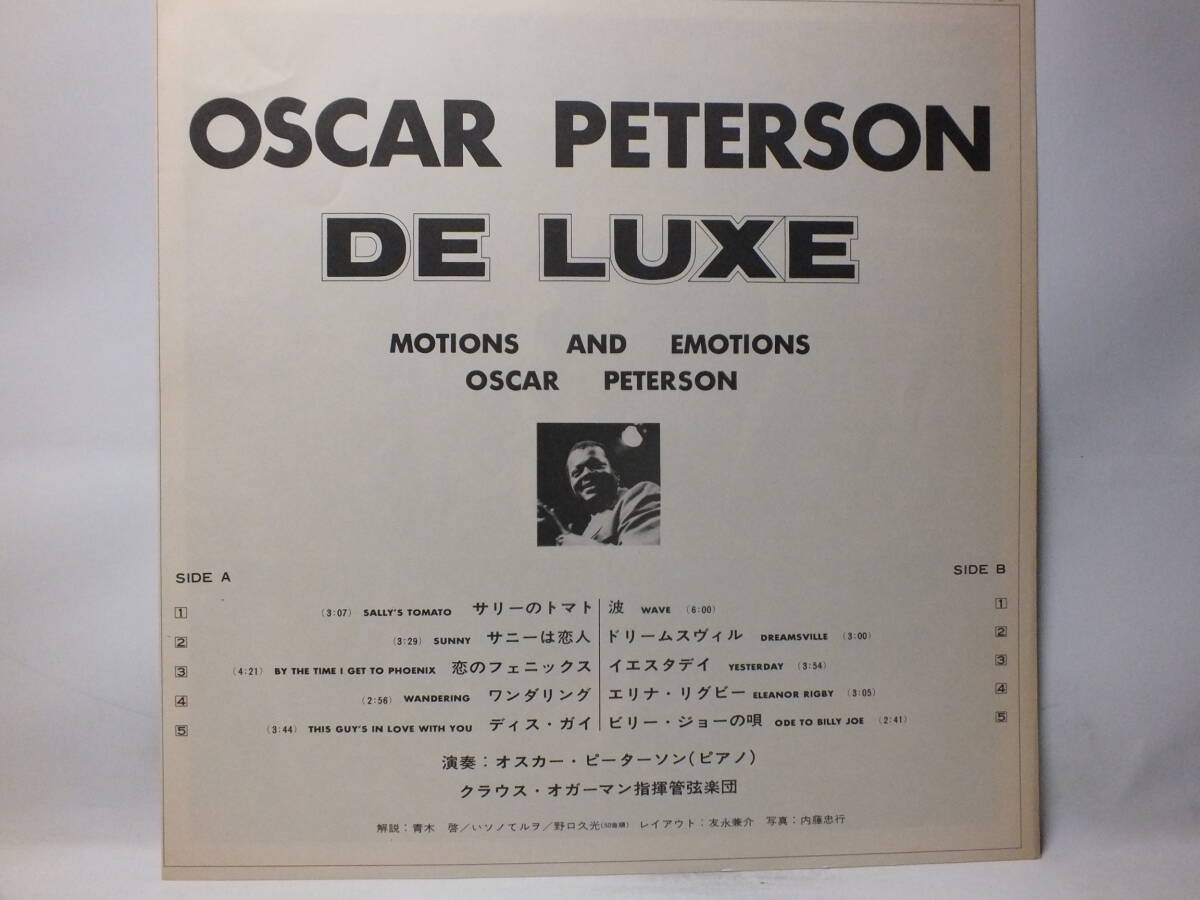 OSCAR PETERSON
DE LUXE
MOTIONS AND EMOTIONS
OSCAR PETERSON
SIDE A
1 (3:07) SALLY'S TOMATO サリーのトマト
2 (3:29) SUNNY サニーは恋人
3 (4:21) BY THE TIME I GET TO PHOENIX 恋のフェニックス
4 (2:56) WANDERING ワンダリング
5 (3:44) THIS GUY'S IN LOVE WITH YOU ディス・ガイ
SIDE B
波 WAVE (6:00) 1
ドリームスヴィル DREAMSVILLE (3:00) 2
イエスタデイ YESTERDAY (3:54) 3
エリナ・リグビー ELEANOR RIGBY (3:05) 4
ビリー・ジョーの唄 ODE TO BILLY JOE (2:41) 5
演奏：オスカー・ピーターソン(ピアノ)
クラウス・オガーマン指揮管弦楽団
解説：青木 啓/いソノてルヲ/野口久光(50音順) レイアウト：友永兼介 写真：内藤忠行